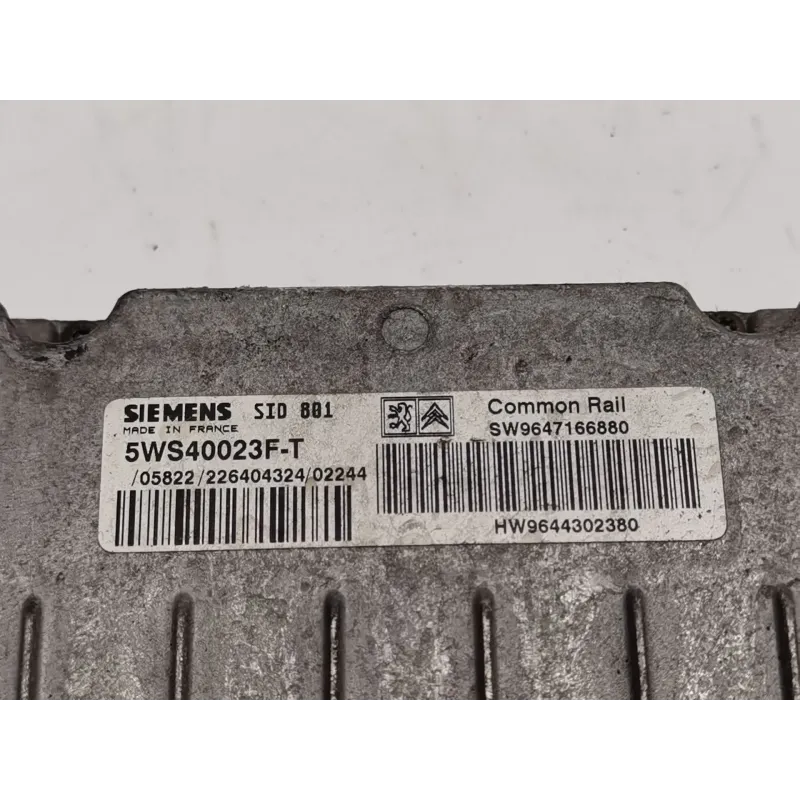 SIEMENS SID 801
MADE IN FRANCE
5WS40023F-T
/05822/226404324/02244
Common Rail
SW9647166880
HW9644302380